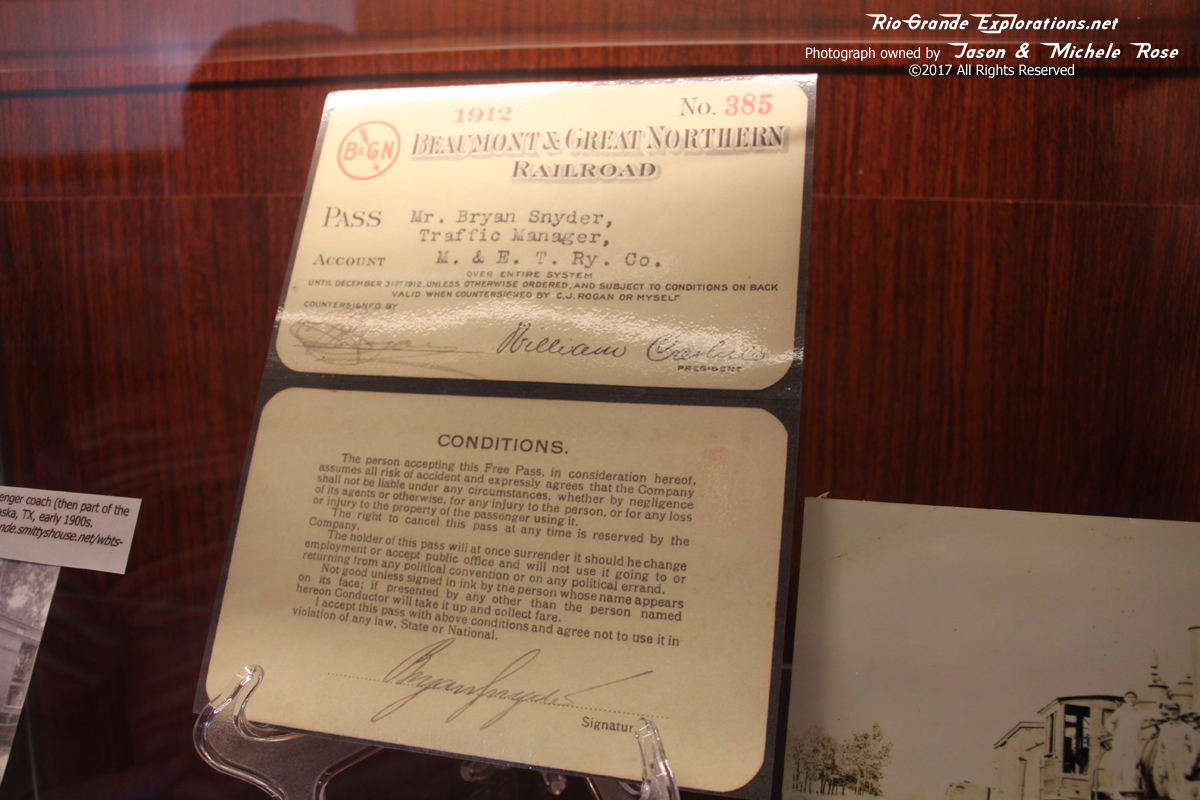 Rio Grande Explorations.net
Photograph owned by Jason & Michele Rose
©2017 All Rights Reserved
1912
No. 385
B&GN
BEAUMONT & GREAT NORTHERN
RAILROAD
PASS Mr. Bryan Snyder,
Traffic Manager,
ACCOUNT M. & E. T. Ry. Co.
OVER ENTIRE SYSTEM
UNTIL DECEMBER 31ST 1912, UNLESS OTHERWISE ORDERED, AND SUBJECT TO CONDITIONS ON BACK
VALID WHEN COUNTERSIGNED BY C.J. ROGAN OR MYSELF
COUNTERSIGNED BY
William
PRESIDENT
CONDITIONS.
The person accepting this Free Pass, in consideration hereof,
assumes all risk of accident and expressly agrees that the Company
shall not be liable under any circumstances, whether by negligence
of its agents or otherwise, for any injury to the person, or for any loss
or injury to the property of the passenger using it.
The right to cancel this pass at any time is reserved by the
Company.
The holder of this pass will at once surrender it should he change
employment or accept public office and will not use it going to or
returning from any political convention or on any political errand.
Not good unless signed in ink by the person whose name appears
on its face; if presented by any other than the person named
hereon Conductor will take it up and collect fare.
I accept this pass with above conditions and agree not to use it in
violation of any law, State or National.
Bryan Snyder
Signatur
enger coach (then part of the
aska, TX, early 1900s.
nde.smittyshouse.net/wbts-